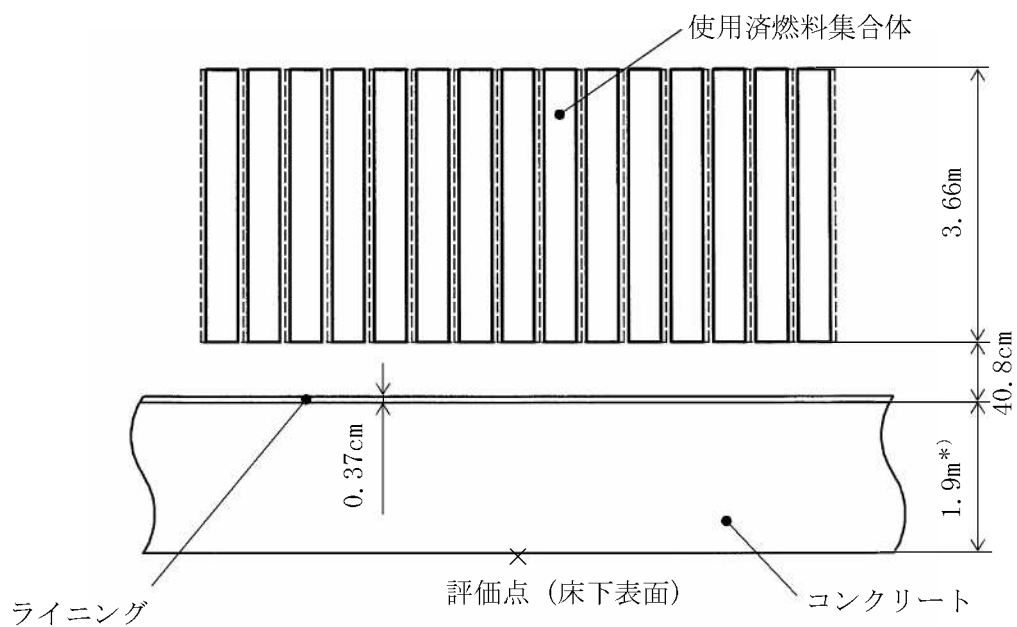 使用済燃料集合体
3.66m
40.8cm
0.37cm
1.9m*)
評価点 (床下表面)
ライニング
コンクリート